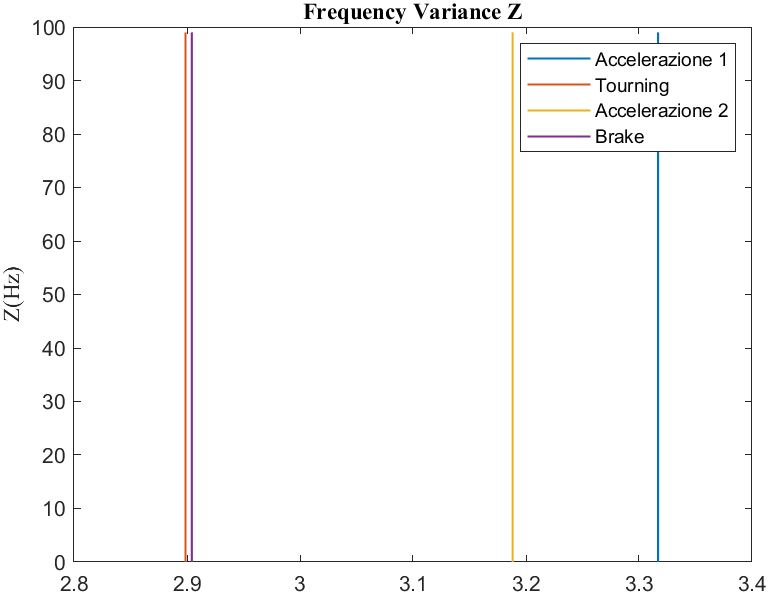 Frequency Variance Z
100
90
80
70
60
50
40
30
20
10
0
Z(Hz)
Accelerazione 1
Tourning
Accelerazione 2
Brake
2.8 2.9 3 3.1 3.2 3.3 3.4